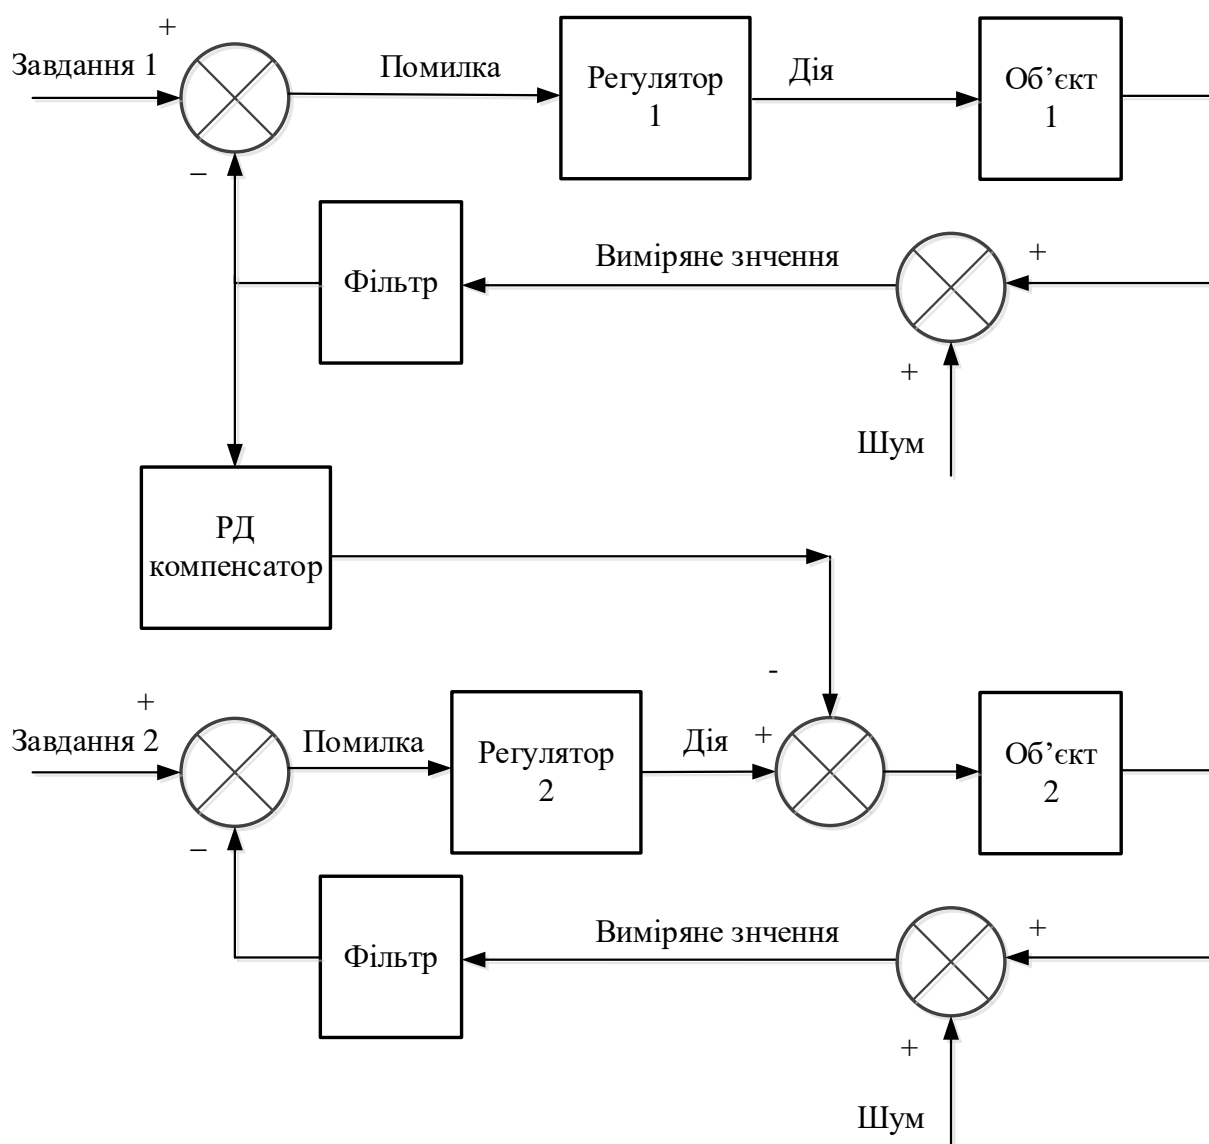 +
Завдання 1
Помилка
Регулятор
1
Дія
Об’єкт
1
–
Фільтр
Виміряне знчення
+
+
Шум
РД
компенсатор
-
+
Завдання 2
Помилка
Регулятор
2
Дія
+
Об’єкт
2
–
Фільтр
Виміряне знчення
+
+
Шум